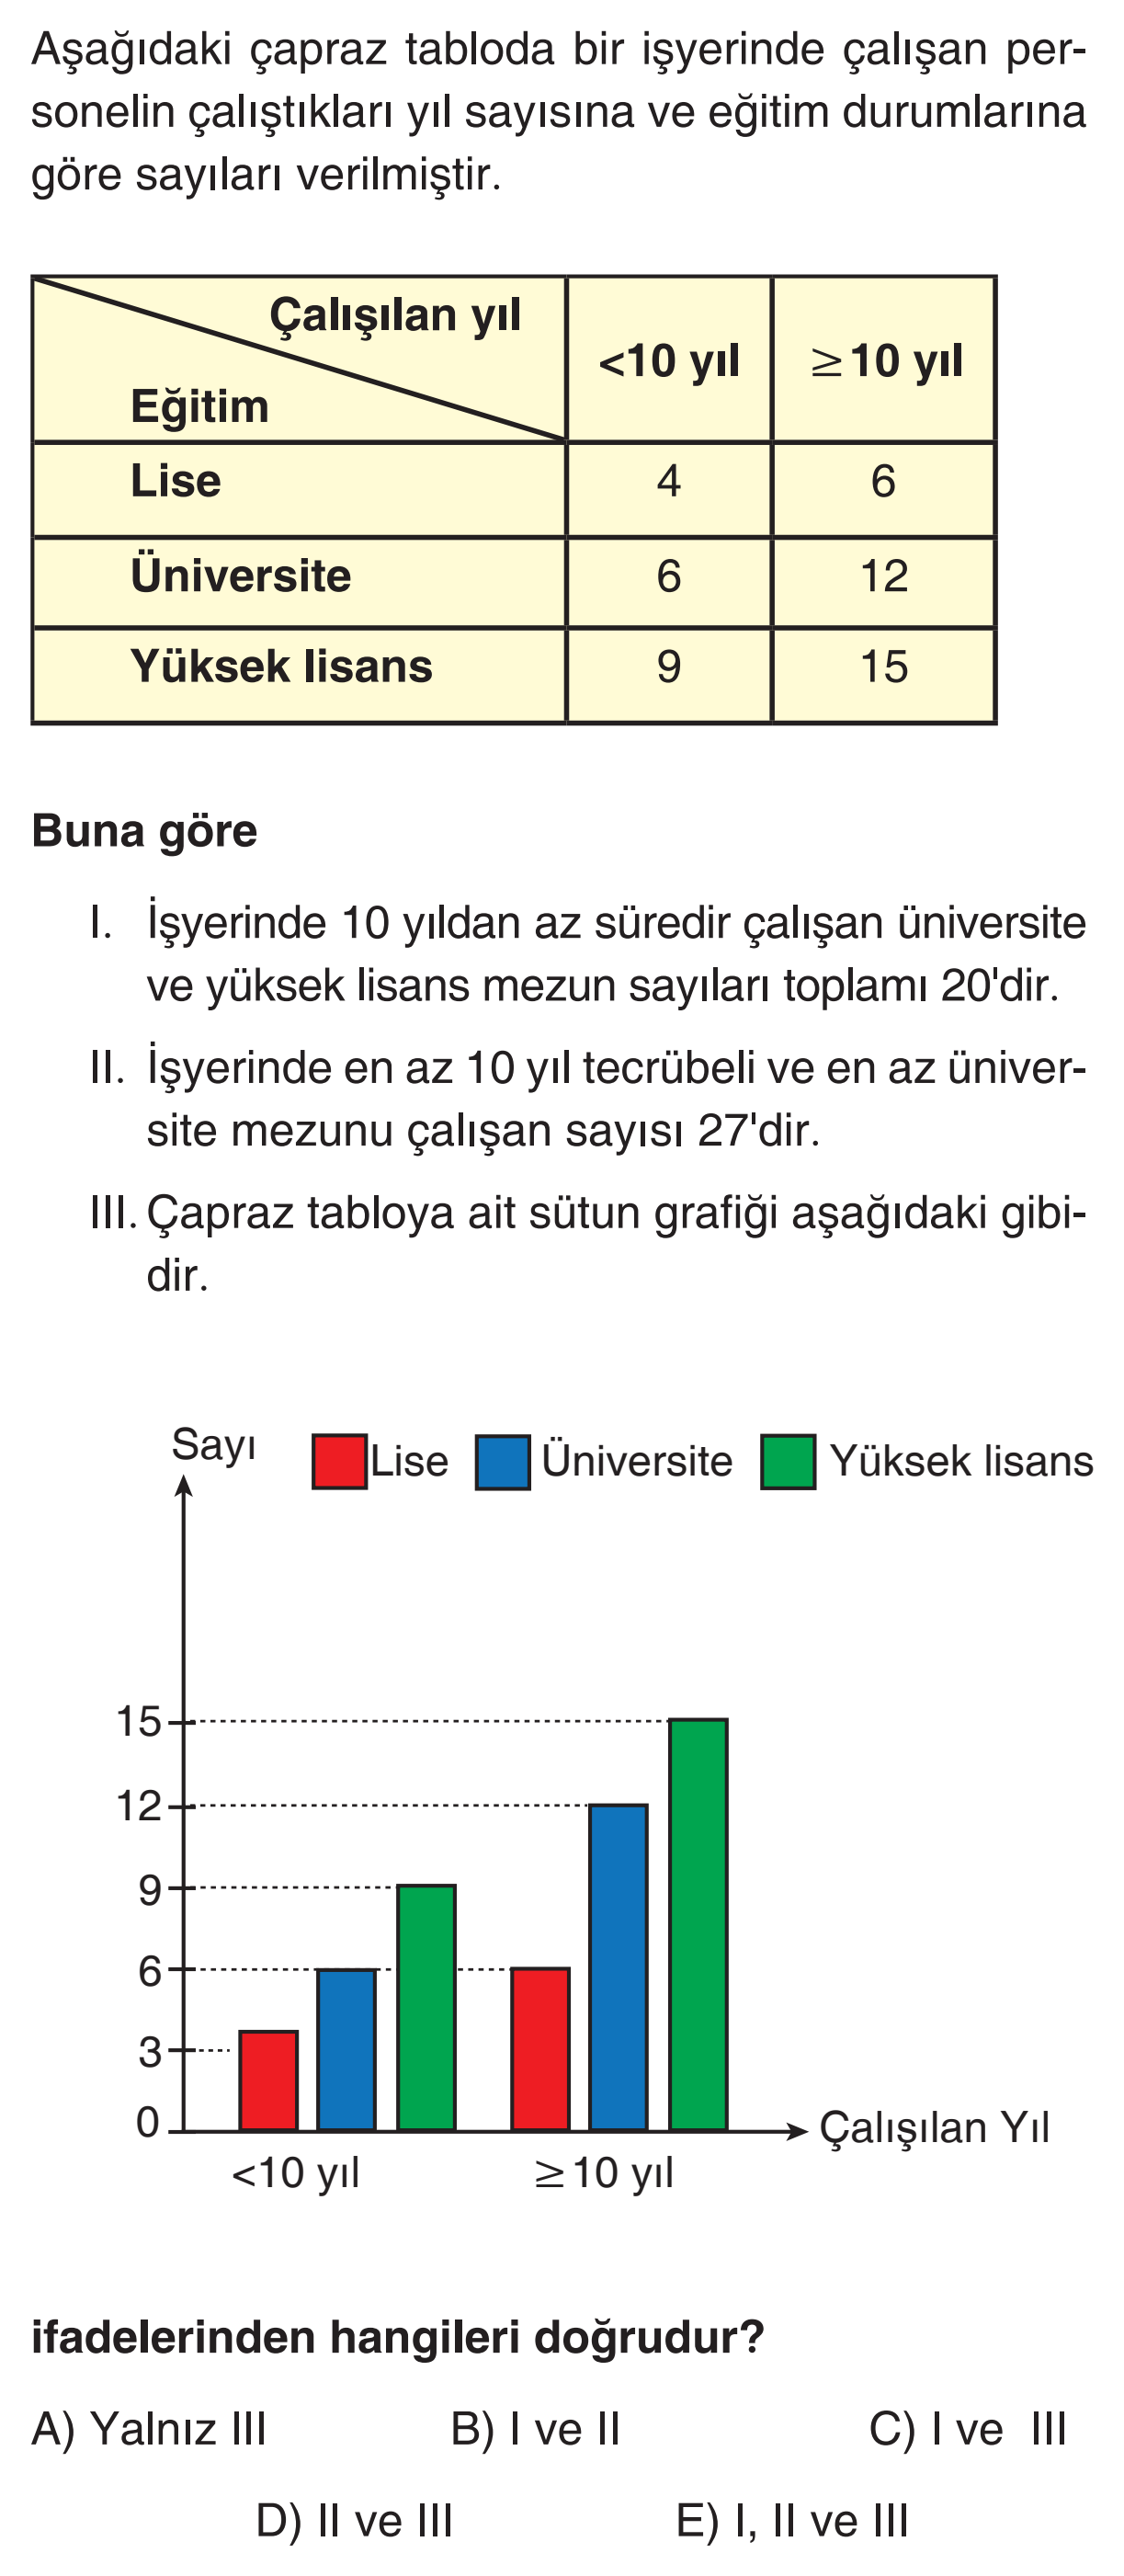 Aşağıdaki çapraz tabloda bir işyerinde çalışan per-
sonelin çalıştıkları yıl sayısına ve eğitim durumlarına
göre sayıları verilmiştir.
Çalışılan yıl
Eğitim
<10 yıl
≥10 yıl
Lise 4 6
Üniversite 6 12
Yüksek lisans 9 15
Buna göre
I. İşyerinde 10 yıldan az süredir çalışan üniversite
ve yüksek lisans mezun sayıları toplamı 20'dir.
II. İşyerinde en az 10 yıl tecrübeli ve en az üniver-
site mezunu çalışan sayısı 27'dir.
III. Çapraz tabloya ait sütun grafiği aşağıdaki gibi-
dir.
Sayı Lise Üniversite Yüksek lisans
15
12
9
6
3
0
Çalışılan Yıl
<10 yıl ≥10 yıl
ifadelerinden hangileri doğrudur?
A) Yalnız III B) I ve II C) I ve III
D) II ve III E) I, II ve III